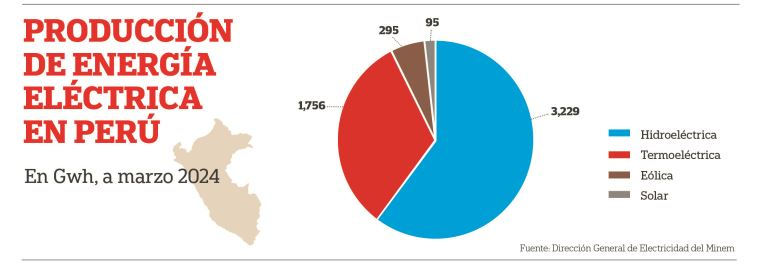 PRODUCCIÓN
DE ENERGÍA
ELÉCTRICA
EN PERÚ
En Gwh, a marzo 2024
295
95
1,756
3,229
Hidroeléctrica
Termoeléctrica
Eólica
Solar
Fuente: Dirección General de Electricidad del Minem